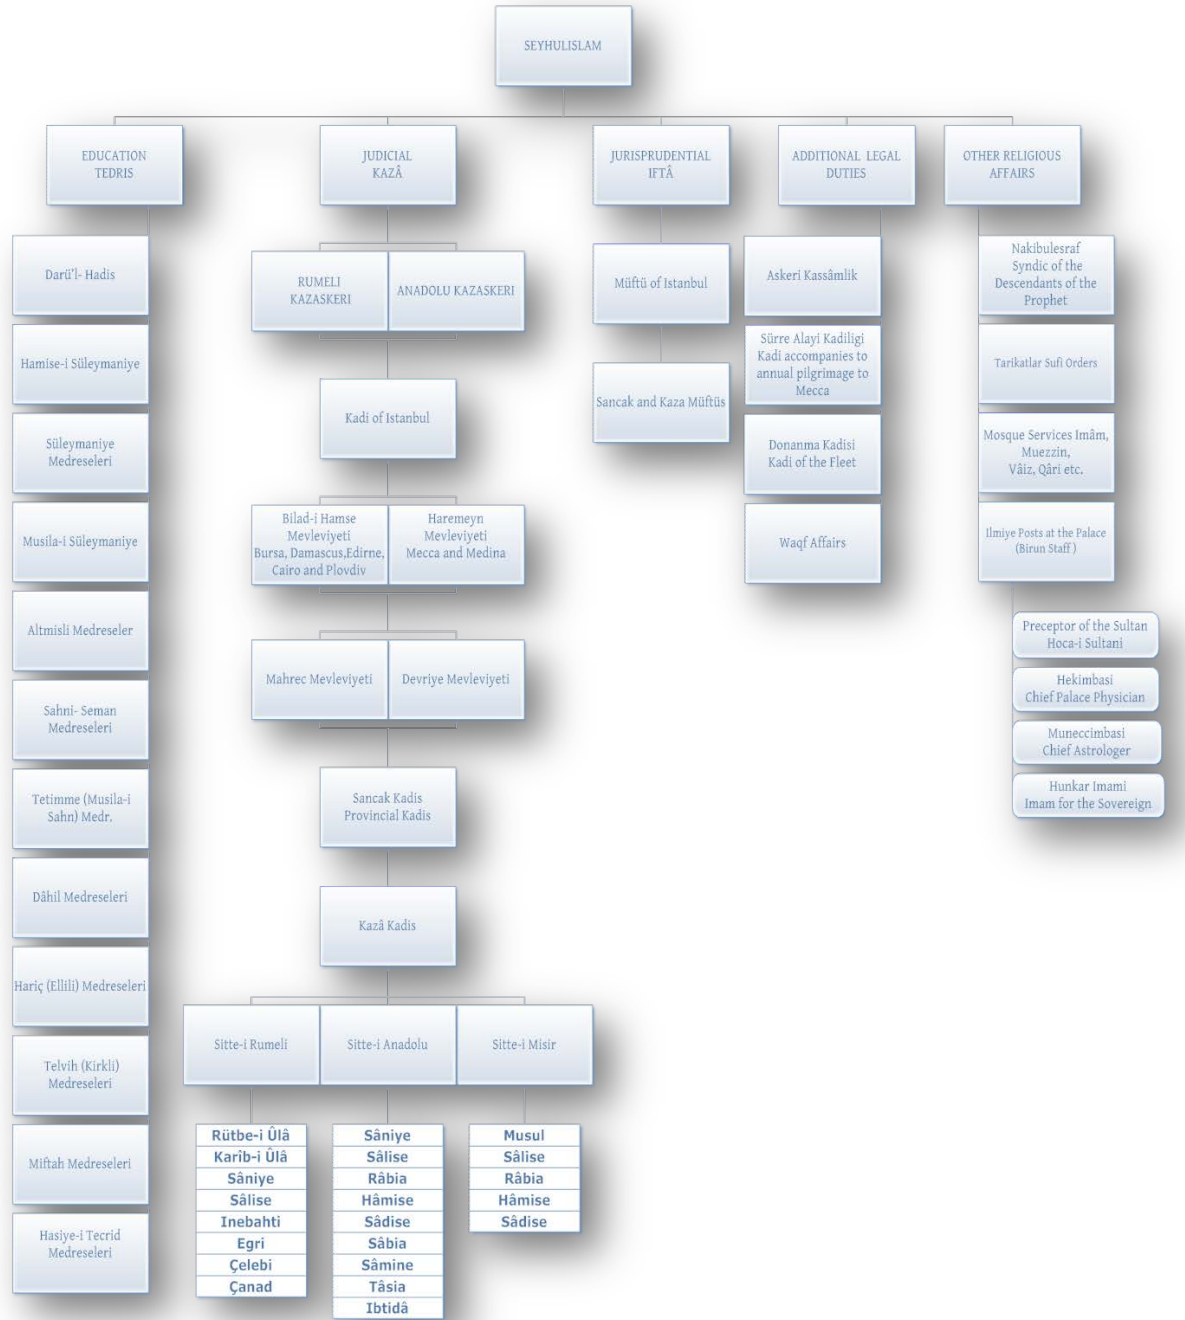 SEYHULISLAM
EDUCATION
TEDRIS
JUDICIAL
KAZÂ
JURISPRUDENTIAL
IFTÂ
ADDITIONAL LEGAL
DUTIES
OTHER RELIGIOUS
AFFAIRS
Darü'l- Hadis
Hamise-i Süleymaniye
Süleymaniye
Medreseleri
Musila-i Süleymaniye
Altmisli Medreseler
Sahni- Seman
Medreseleri
Tetimme (Musila-i
Sahn) Medr.
Dâhil Medreseleri
Hariç (Ellili) Medreseleri
Telvih (Kirkli)
Medreseleri
Miftah Medreseleri
Hasiye-i Tecrid
Medreseleri
RUMELI
KAZASKERI
ANADOLU KAZASKERI
Kadi of Istanbul
Bilad-i Hamse
Mevleviyeti
Bursa, Damascus,Edirne,
Cairo and Plovdiv
Haremeyn
Mevleviyeti
Mecca and Medina
Mahrec Mevleviyeti
Devriye Mevleviyeti
Sancak Kadis
Provincial Kadis
Kazâ Kadis
Sitte-i Rumeli
Sitte-i Anadolu
Sitte-i Misir
Rütbe-i Ûlâ
Karîb-i Ûlâ
Sâniye
Sâlise
Inebahti
Egri
Çelebi
Çanad
Sâniye
Sâlise
Râbia
Hâmise
Sâdise
Sâbia
Sâmine
Tâsia
Ibtidâ
Musul
Sâlise
Râbia
Hâmise
Sâdise
Müftü of Istanbul
Sancak and Kaza Müftüs
Askeri Kassâmlik
Sürre Alayi Kadiligi
Kadi accompanies to
annual pilgrimage to
Mecca
Donanma Kadisi
Kadi of the Fleet
Waqf Affairs
Nakibulesraf
Syndic of the
Descendants of the
Prophet
Tarikatlar Sufi Orders
Mosque Services Imâm,
Muezzin,
Vâiz, Qâri etc.
Ilmiye Posts at the Palace
(Birun Staff )
Preceptor of the Sultan
Hoca-i Sultani
Hekimbasi
Chief Palace Physician
Muneccimbasi
Chief Astrologer
Hunkar Imami
Imam for the Sovereign